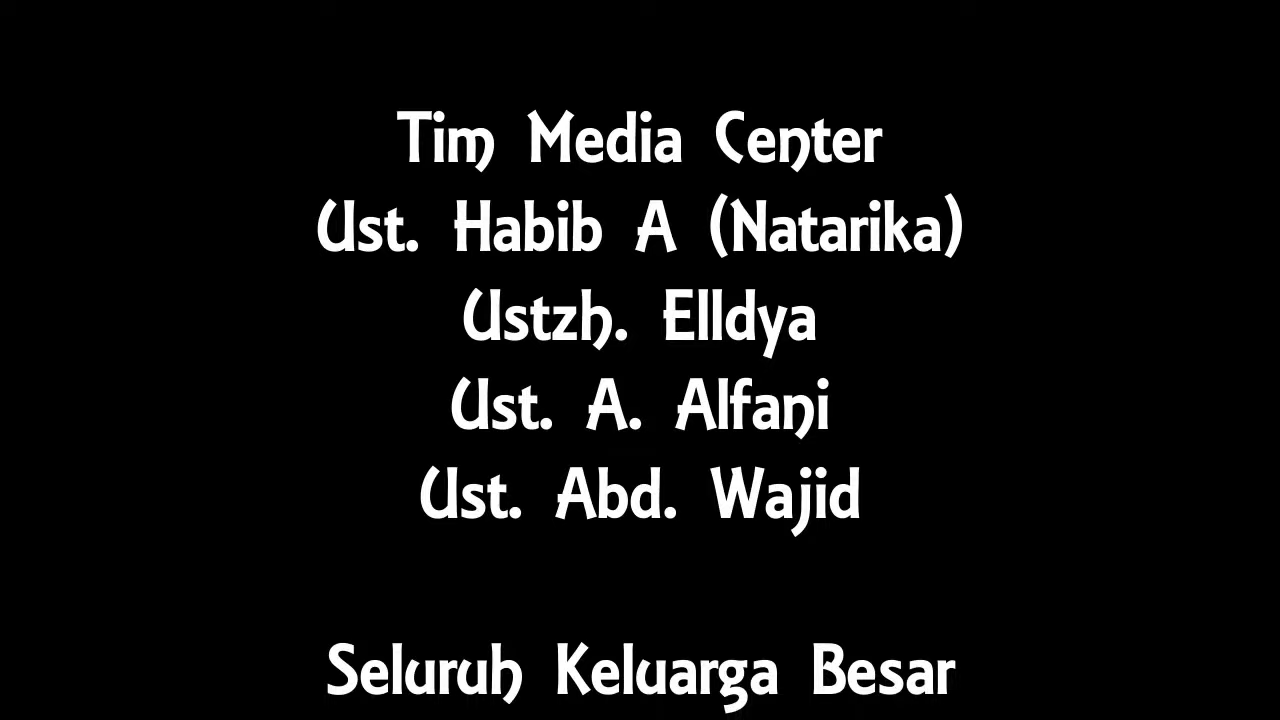 Tim Media Center
Ust. Habib A (Natarika)
Ustzh. Elldya
Ust. A. Alfani
Ust. Abd. Wajid
Seluruh Keluarga Besar